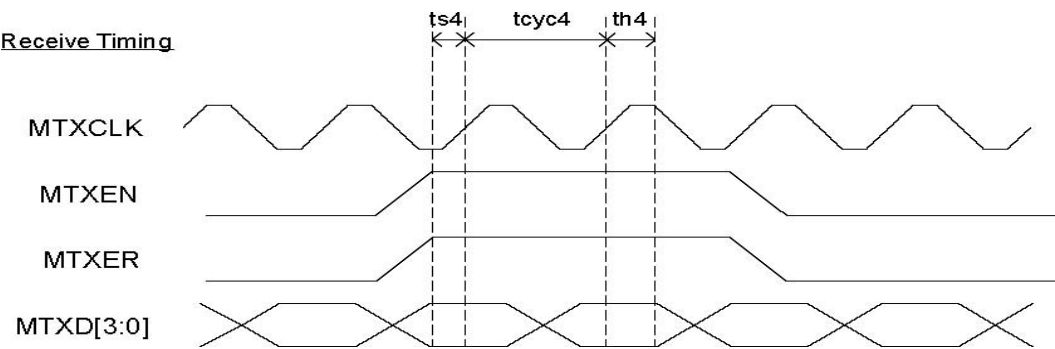 ts4 tcyc4 th4
Receive Timing
MTXCLK
MTXEN
MTXER
MTXD[3:0]